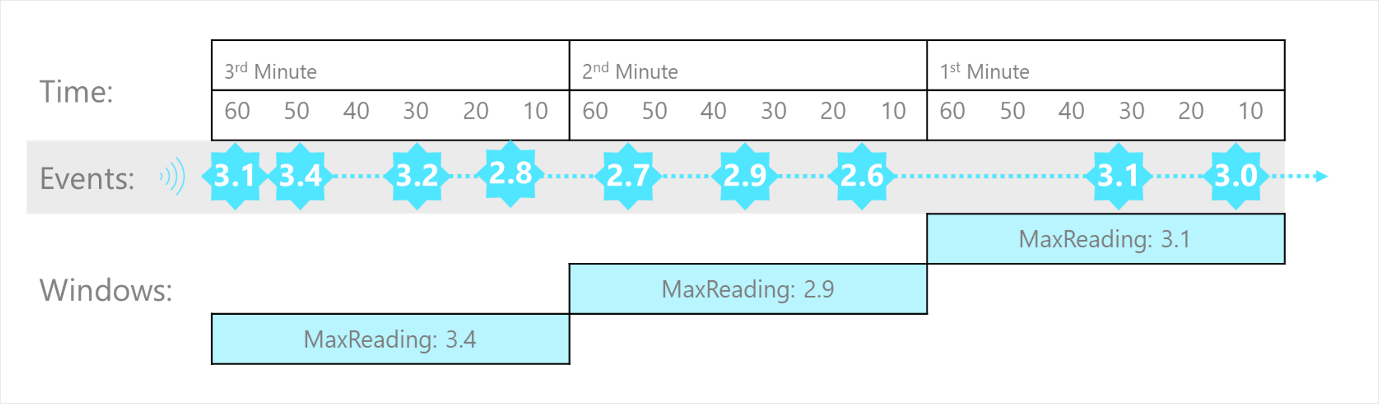 Time:
3rd Minute 2nd Minute 1st Minute
60 50 40 30 20 10 60 50 40 30 20 10 60 50 40 30 20 10
Events: 3.1 3.4 3.2 2.8 2.7 2.9 2.6 3.1 3.0
MaxReading: 3.1
Windows: MaxReading: 2.9
MaxReading: 3.4